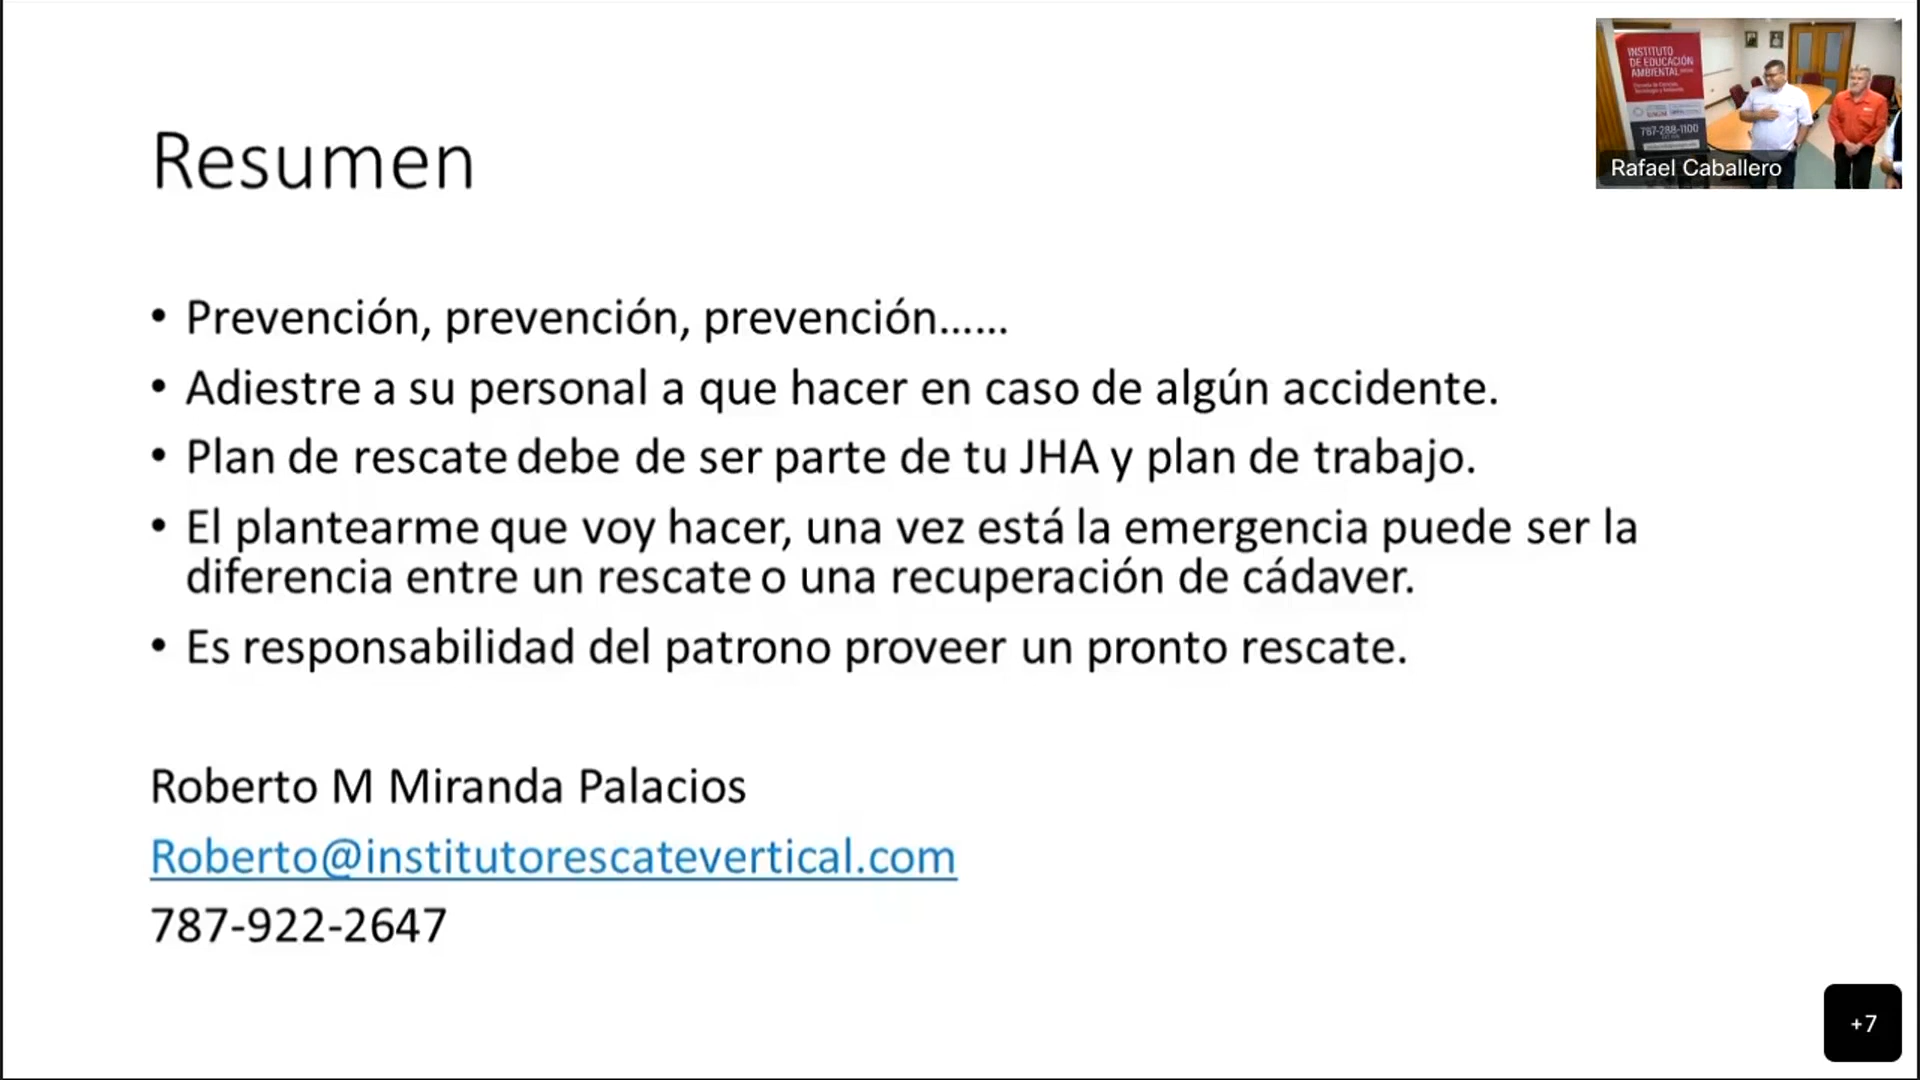 Resumen
INSTITUTO
DE EDUCACIÓN
AMBIENTAL
787-288-1100
Rafael Caballero
• Prevención, prevención, prevención......
• Adiestre a su personal a que hacer en caso de algún accidente.
• Plan de rescate debe de ser parte de tu JHA y plan de trabajo.
• El plantearme que voy hacer, una vez está la emergencia puede ser la
diferencia entre un rescate o una recuperación de cádaver.
• Es responsabilidad del patrono proveer un pronto rescate.
Roberto M Miranda Palacios
Roberto@institutorescatevertical.com
787-922-2647
+7